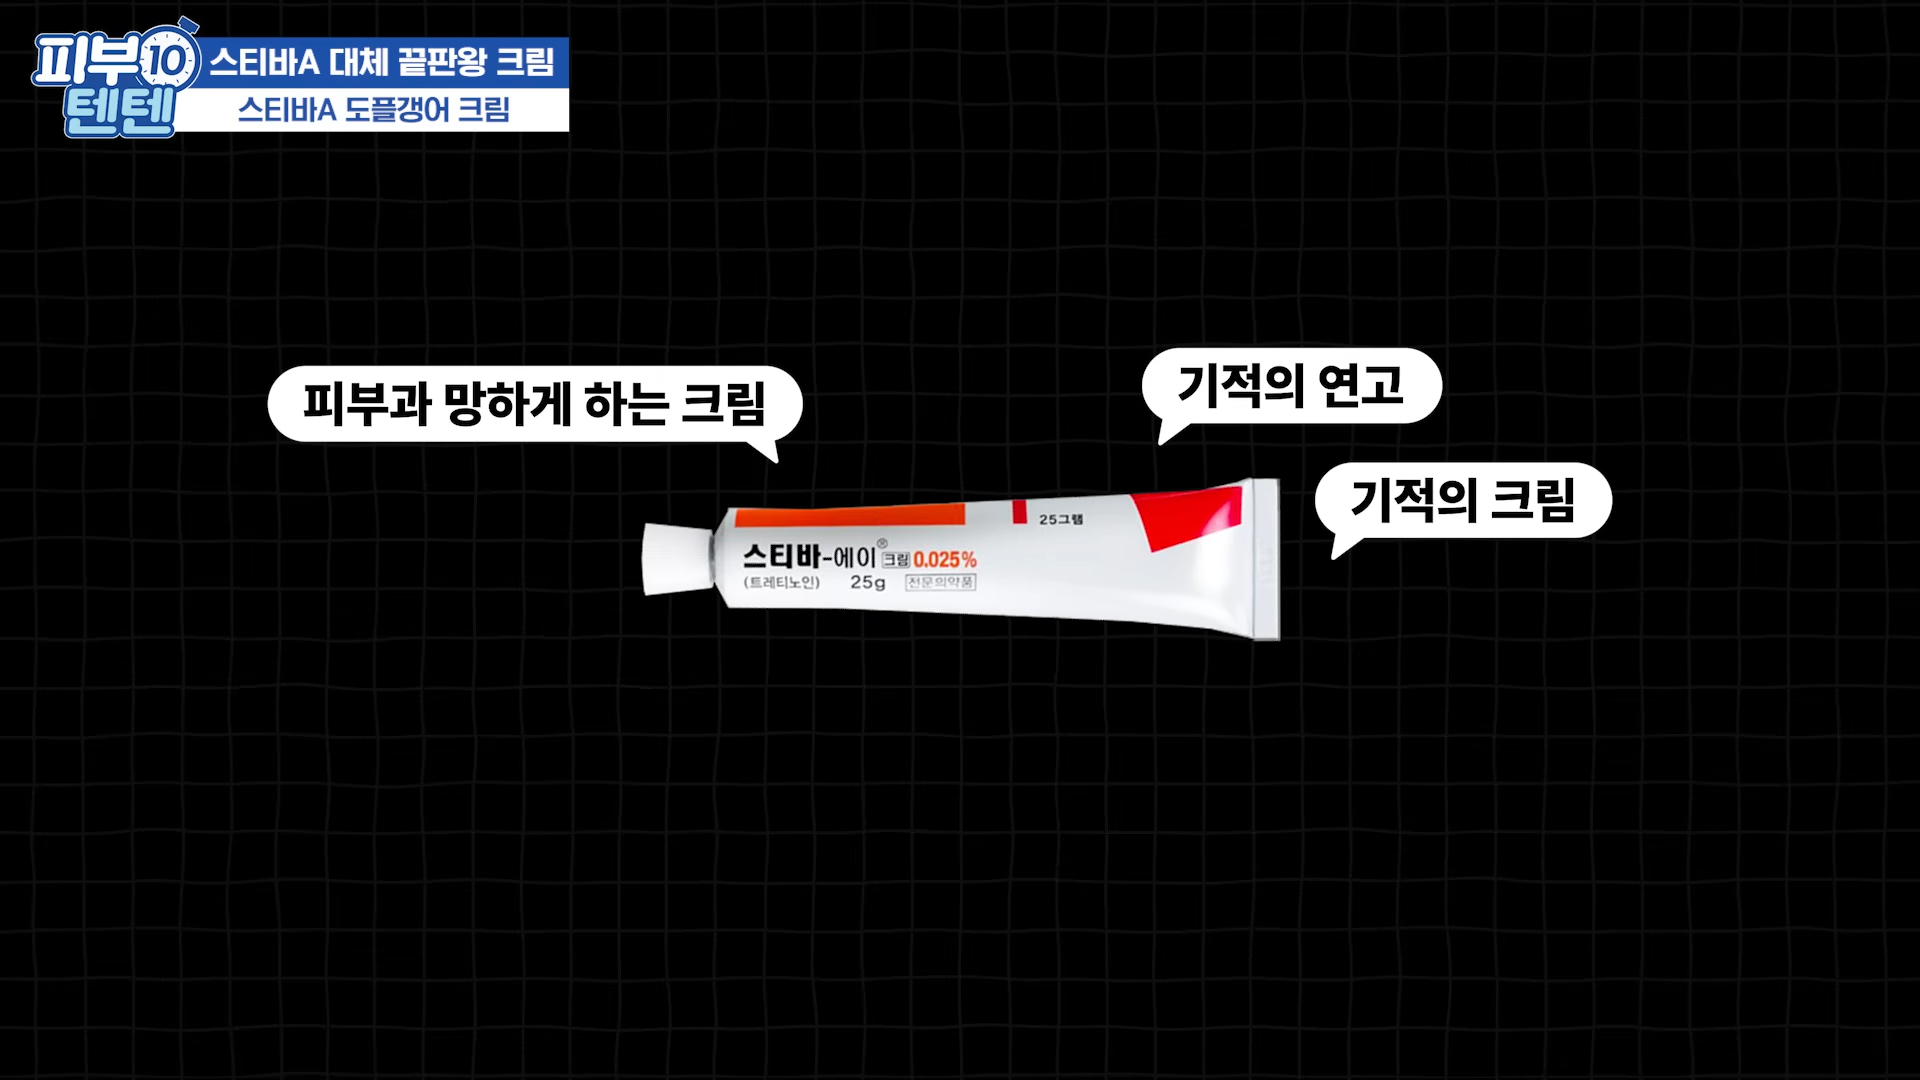 피부10
텐텐
스티바A 대체 끝판왕 크림
스티바A 도플갱어 크림
피부과 망하게 하는 크림
기적의 연고
기적의 크림
25그램
스티바-에이® 크림 0.025%
(트레티노인) 25g 전문의약품